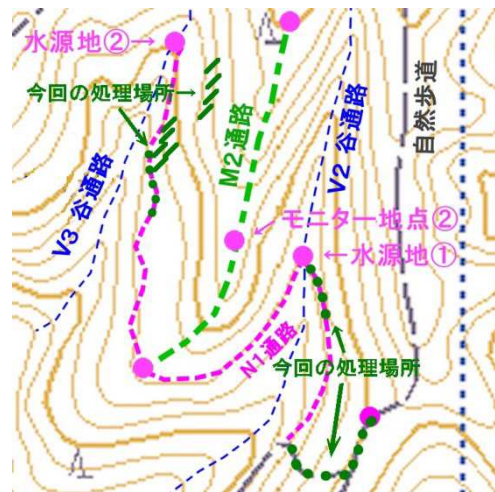 水源地②→
今回の処理場所→
M2通路
V2 谷通路
自然歩道
V3 谷通路
モニター地点②
←水源地①
N1通路
今回の処理場所